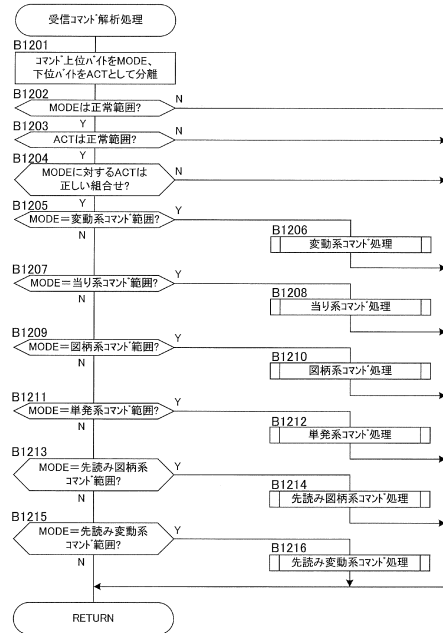 受信コマンド解析処理
B1201
コマンド上位バイトをMODE、
下位バイトをACTとして分離
B1202
MODEは正常範囲?
N
Y
B1203
ACTは正常範囲?
N
Y
B1204
MODEに対するACTは
正しい組合せ?
N
Y
B1205
MODE=変動系コマンド範囲?
Y
N
B1206
変動系コマンド処理
B1207
MODE=当り系コマンド範囲?
Y
N
B1208
当り系コマンド処理
B1209
MODE=図柄系コマンド範囲?
Y
N
B1210
図柄系コマンド処理
B1211
MODE=単発系コマンド範囲?
Y
N
B1212
単発系コマンド処理
B1213
MODE=先読み図柄系
コマンド範囲?
Y
N
B1214
先読み図柄系コマンド処理
B1215
MODE=先読み変動系
コマンド範囲?
Y
N
B1216
先読み変動系コマンド処理
RETURN